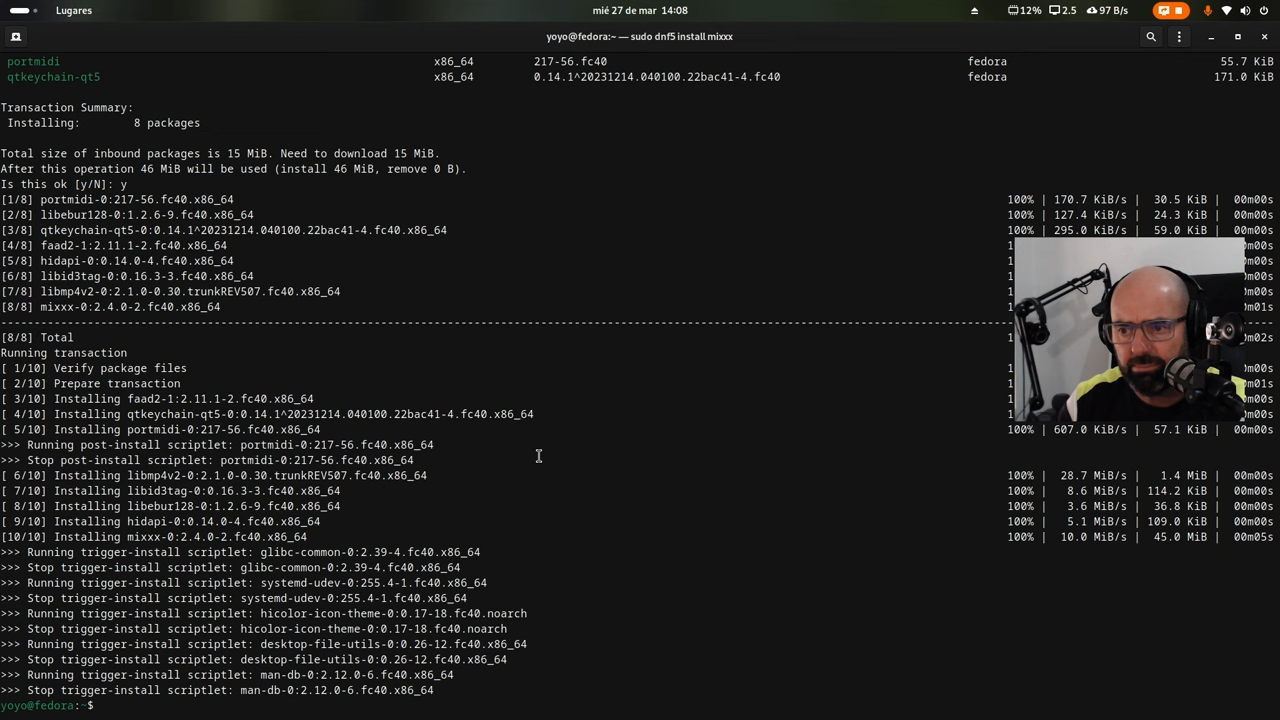 Lugares
mié 27 de mar 14:08
12% 2.5 97 B/s
yoyo@fedora:~ — sudo dnf5 install mixxx
portmidi x86_64 217-56.fc40 fedora 55.7 KiB
qtkeychain-qt5 x86_64 0.14.1^20231214.040100.22bac41-4.fc40 fedora 171.0 KiB
Transaction Summary:
Installing: 8 packages
Total size of inbound packages is 15 MiB. Need to download 15 MiB.
After this operation 46 MiB will be used (install 46 MiB, remove 0 B).
Is this ok [y/N]: y
[1/8] portmidi-0:217-56.fc40.x86_64 100% | 170.7 KiB/s | 30.5 KiB | 00m00s
[2/8] libebur128-0:1.2.6-9.fc40.x86_64 100% | 127.4 KiB/s | 24.3 KiB | 00m00s
[3/8] qtkeychain-qt5-0:0.14.1^20231214.040100.22bac41-4.fc40.x86_64 100% | 295.0 KiB/s | 59.0 KiB | 00m00s
[4/8] faad2-1:2.11.1-2.fc40.x86_64
[5/8] hidapi-0:0.14.0-4.fc40.x86_64
[6/8] libid3tag-0:0.16.3-3.fc40.x86_64
[7/8] libmp4v2-0:2.1.0-0.30.trunkREV507.fc40.x86_64
[8/8] mixxx-0:2.4.0-2.fc40.x86_64
--------------------------------------------------------------------------------
[8/8] Total
Running transaction
[ 1/10] Verify package files
[ 2/10] Prepare transaction
[ 3/10] Installing faad2-1:2.11.1-2.fc40.x86_64
[ 4/10] Installing qtkeychain-qt5-0:0.14.1^20231214.040100.22bac41-4.fc40.x86_64
[ 5/10] Installing portmidi-0:217-56.fc40.x86_64 100% | 607.0 KiB/s | 57.1 KiB | 00m00s
>>> Running post-install scriptlet: portmidi-0:217-56.fc40.x86_64
>>> Stop post-install scriptlet: portmidi-0:217-56.fc40.x86_64
[ 6/10] Installing libmp4v2-0:2.1.0-0.30.trunkREV507.fc40.x86_64 100% | 28.7 MiB/s | 1.4 MiB | 00m00s
[ 7/10] Installing libid3tag-0:0.16.3-3.fc40.x86_64 100% | 8.6 MiB/s | 114.2 KiB | 00m00s
[ 8/10] Installing libebur128-0:1.2.6-9.fc40.x86_64 100% | 3.6 MiB/s | 36.8 KiB | 00m00s
[ 9/10] Installing hidapi-0:0.14.0-4.fc40.x86_64 100% | 5.1 MiB/s | 109.0 KiB | 00m00s
[10/10] Installing mixxx-0:2.4.0-2.fc40.x86_64 100% | 10.0 MiB/s | 45.0 MiB | 00m05s
>>> Running trigger-install scriptlet: glibc-common-0:2.39-4.fc40.x86_64
>>> Stop trigger-install scriptlet: glibc-common-0:2.39-4.fc40.x86_64
>>> Running trigger-install scriptlet: systemd-udev-0:255.4-1.fc40.x86_64
>>> Stop trigger-install scriptlet: systemd-udev-0:255.4-1.fc40.x86_64
>>> Running trigger-install scriptlet: hicolor-icon-theme-0:0.17-18.fc40.noarch
>>> Stop trigger-install scriptlet: hicolor-icon-theme-0:0.17-18.fc40.noarch
>>> Running trigger-install scriptlet: desktop-file-utils-0:0.26-12.fc40.x86_64
>>> Stop trigger-install scriptlet: desktop-file-utils-0:0.26-12.fc40.x86_64
>>> Running trigger-install scriptlet: man-db-0:2.12.0-6.fc40.x86_64
>>> Stop trigger-install scriptlet: man-db-0:2.12.0-6.fc40.x86_64
yoyo@fedora:~$